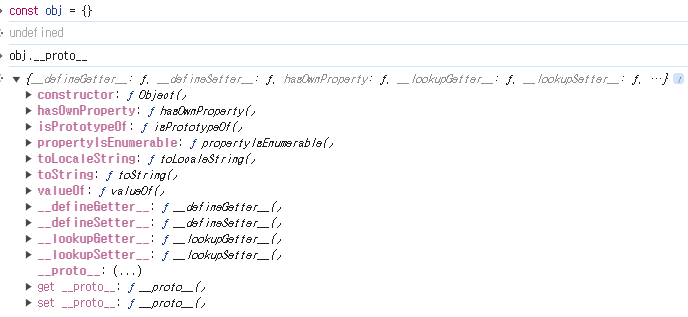 const obj = {}
undefined
obj.__proto__
{__defineGetter__: ƒ, __defineSetter__: ƒ, hasOwnProperty: ƒ, __lookupGetter__: ƒ, __lookupSetter__: ƒ, …} i
constructor: ƒ Object(,
hasOwnProperty: ƒ hasOwnProperty(,
isPrototypeOf: ƒ isPrototypeOf(,
propertyIsEnumerable: ƒ propertyIsEnumerable(,
toLocaleString: ƒ toLocaleString(,
toString: ƒ toString(,
valueOf: ƒ valueOf(,
__defineGetter__: ƒ __defineGetter__(,
__defineSetter__: ƒ __defineSetter__(,
__lookupGetter__: ƒ __lookupGetter__(,
__lookupSetter__: ƒ __lookupSetter__(,
__proto__: (...)
get __proto__: ƒ __proto__(,
set __proto__: ƒ __proto__(,